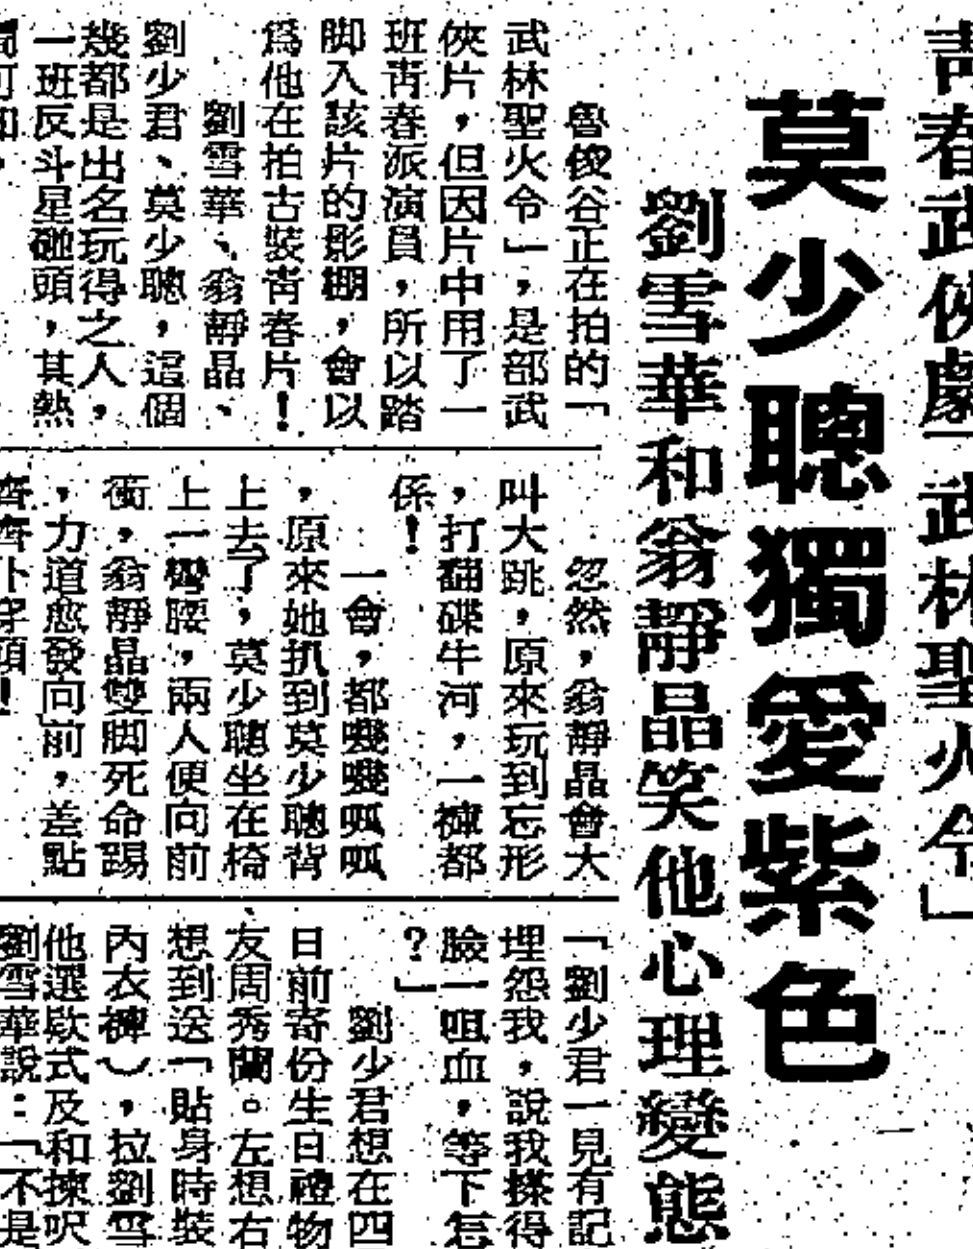 青春武俠劇「武林聖火令」
莫少聰獨愛紫色
劉雪華和翁靜晶笑他心理變態
魯俊谷正在拍的「
武林聖火令」，是部武
俠片，但因片中用了一
班青春派演員，所以踏
脚入該片的影棚，會以
爲他在拍古裝青春片！
劉雪華、翁靜晶、
劉少君、莫少聰，這個
幾都是出名玩得之人，
一班反斗星碰頭，其熱
鬧可知，
忽然，翁靜晶會大
叫大跳，原來玩到忘形
，打翻碟牛河，一褲都
係！
一會，都嘰嘰呱呱
，原來她扒到莫少聰背
上去了，莫少聰坐在椅
上一彎腰，兩人便向前
衝，翁靜晶雙脚死命踢
，力道愈發向前，差點
齊齊卜穿頭！
「劉少君一見有記
埋怨我，說我搽得
臉一咀血，等下怎
？」
劉少君想在四
日前寄份生日禮物
友周秀蘭。左想右
想到送「貼身時裝
內衣褲），拉劉雪
他選欵式及和揀呎
劉雪華說：「不是